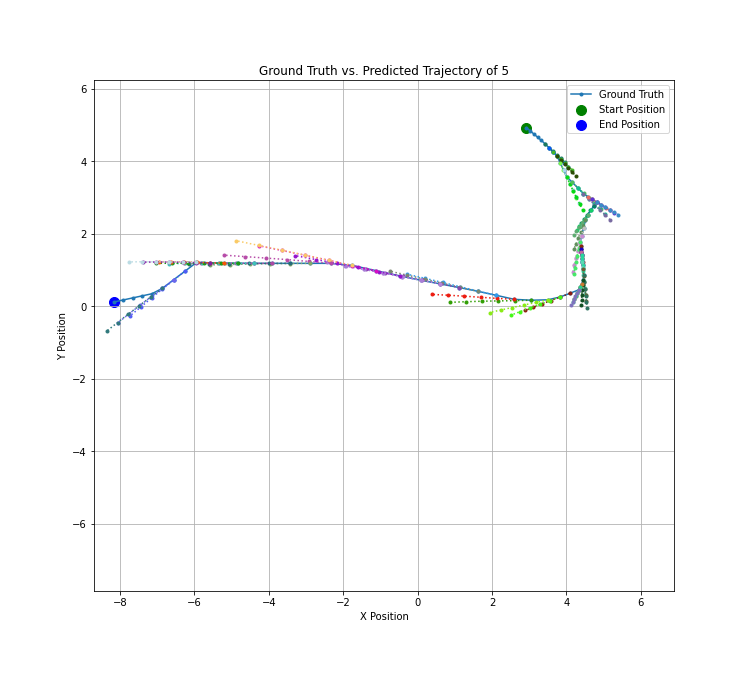 Ground Truth vs. Predicted Trajectory of 5
Ground Truth
Start Position
End Position
6
4
2
0
−2
−4
−6
Y Position
−8
−6
−4
−2
0
2
4
6
X Position